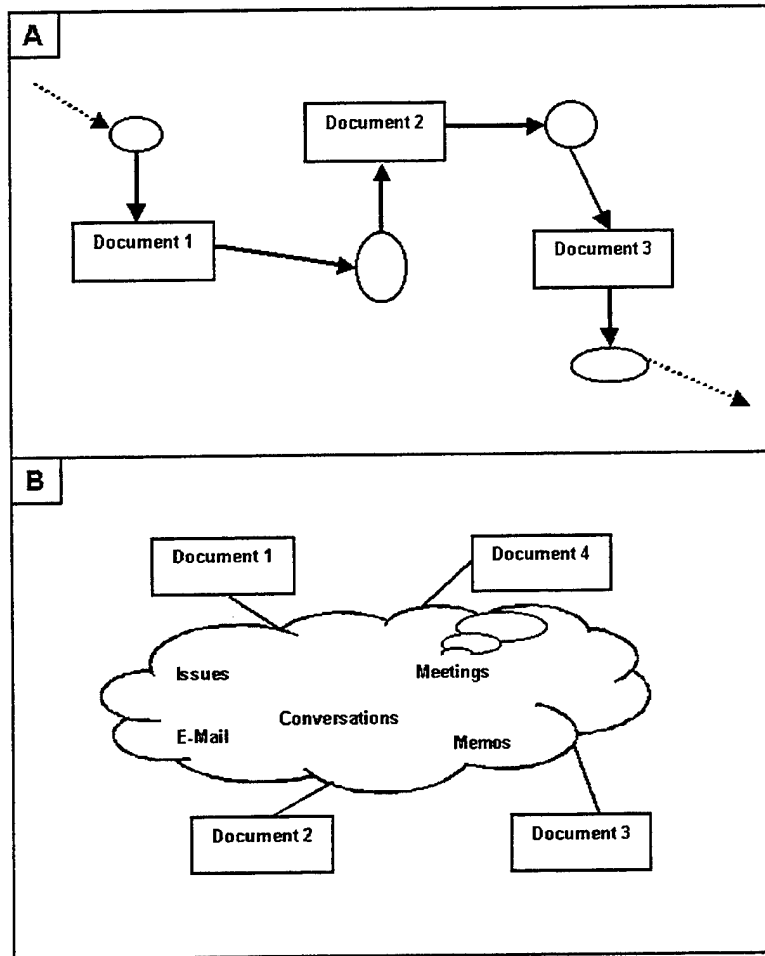 A
Document 2
Document 1
Document 3
B
Document 1
Document 4
Issues
Meetings
Conversations
E-Mail
Memos
Document 2
Document 3